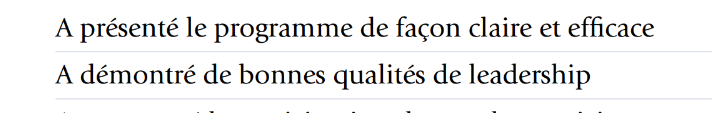 A présenté le programme de façon claire et efficace
A démontré de bonnes qualités de leadership